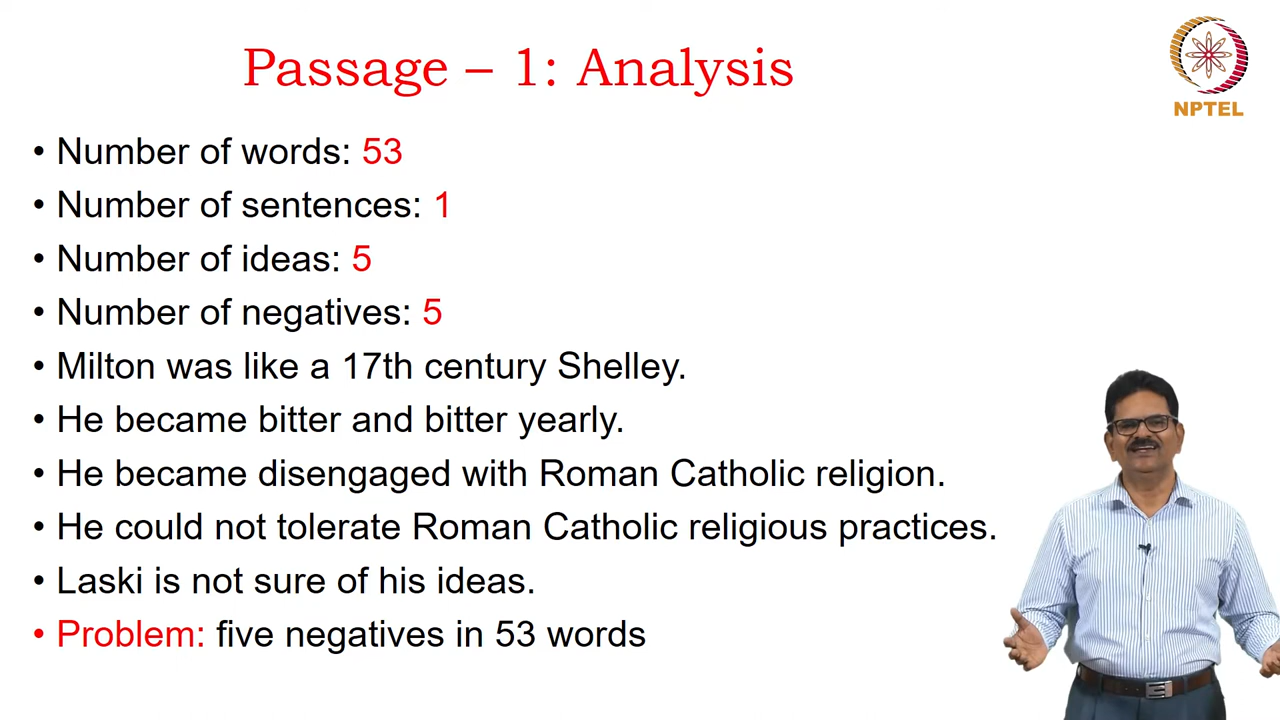 Passage – 1: Analysis
NPTEL
• Number of words: 53
• Number of sentences: 1
• Number of ideas: 5
• Number of negatives: 5
• Milton was like a 17th century Shelley.
• He became bitter and bitter yearly.
• He became disengaged with Roman Catholic religion.
• He could not tolerate Roman Catholic religious practices.
• Laski is not sure of his ideas.
• Problem: five negatives in 53 words